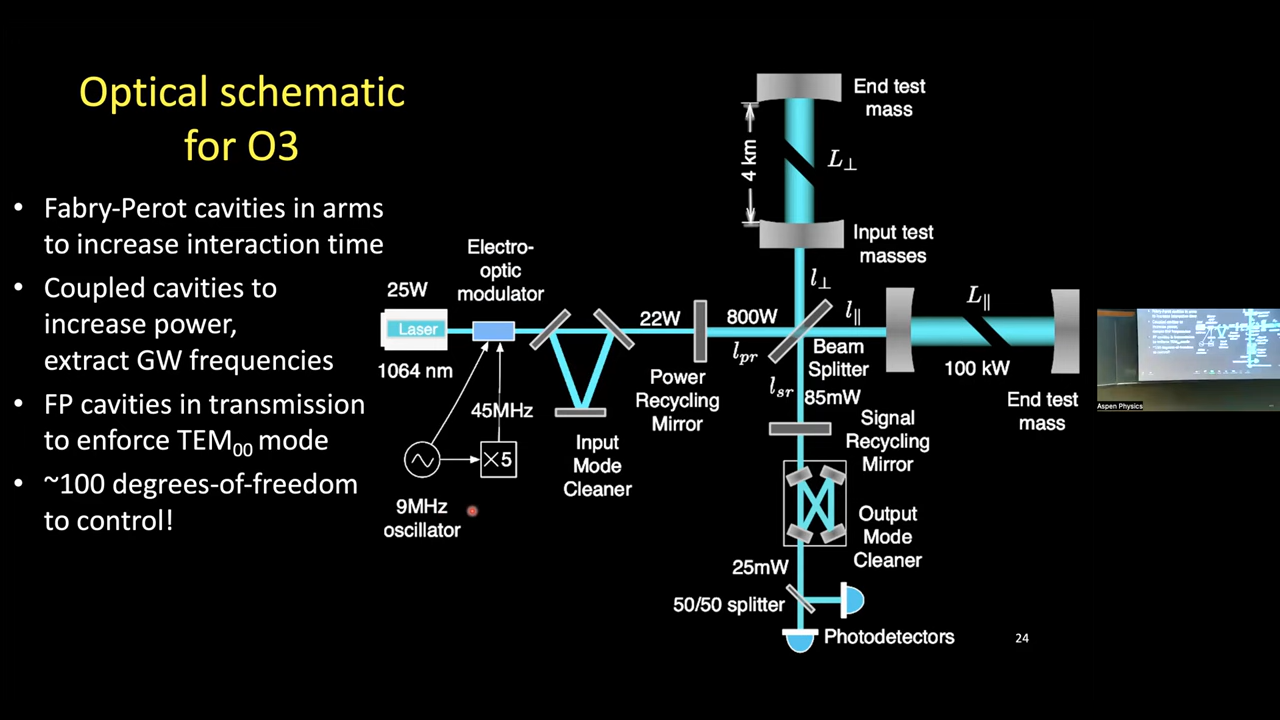 Optical schematic
for O3
• Fabry-Perot cavities in arms
to increase interaction time
• Coupled cavities to
increase power,
extract GW frequencies
• FP cavities in transmission
to enforce TEM₀₀ mode
• ~100 degrees-of-freedom
to control!
25W
Laser
1064 nm
Electro-
optic
modulator
45MHz
×5
9MHz
oscillator
Input
Mode
Cleaner
22W
Power
Recycling
Mirror
800W
l_pr
End test
mass
4 km
L⊥
Input test
masses
l⊥
l∥
Beam
Splitter
L∥
100 kW
End test
mass
l_sr
85mW
Signal
Recycling
Mirror
Output
Mode
Cleaner
25mW
50/50 splitter
Photodetectors
24
Aspen Physics